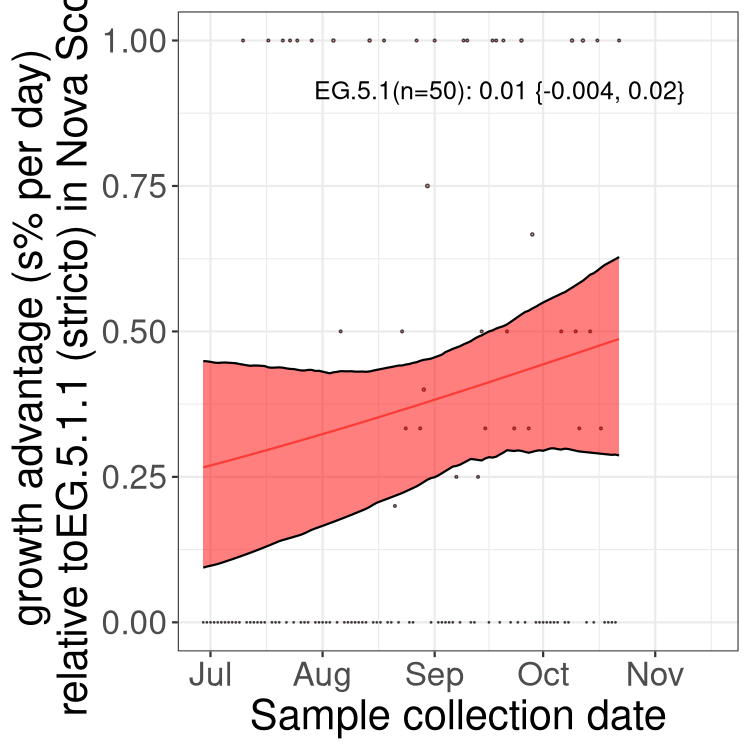 growth advantage (s% per day)
relative toEG.5.1.1 (stricto) in Nova Sco
1.00
0.75
0.50
0.25
0.00
EG.5.1(n=50): 0.01 {-0.004, 0.02}
Jul Aug Sep Oct Nov
Sample collection date